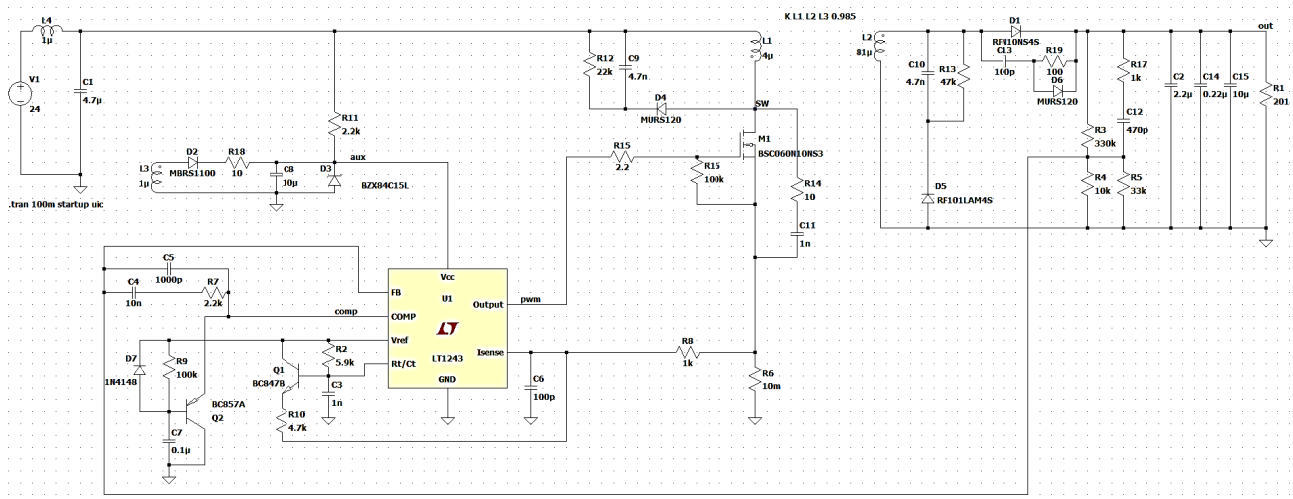 K L1 L2 L3 0.985
L4
1µ
V1
24
C1
4.7µ
R12
22k
C9
4.7n
D4
MURS120
L1
4µ
SW
M1
BSC060N10NS3
L2
81µ
C10
4.7n
R13
47k
D5
RF101LAM4S
D1
RFU10NS4S
C13
100p
R19
100
D6
MURS120
out
R17
1k
C12
470p
R3
330k
R4
10k
R5
33k
C2
2.2µ
C14
0.22µ
C15
10µ
R1
201
R11
2.2k
L3
1µ
D2
MBRS1100
R18
10
C8
10µ
D3
BZX84C15L
aux
R15
2.2
R15
100k
R14
10
C11
1n
.tran 100m startup uic
C5
1000p
C4
10n
R7
2.2k
comp
Vcc
U1
FB
COMP
Vref
Rt/Ct
Output
Isense
LT1243
GND
pwm
D7
1N4148
R9
100k
BC857A
Q2
C7
0.1µ
Q1
BC847B
R2
5.9k
C3
1n
R10
4.7k
C6
100p
R8
1k
R6
10m